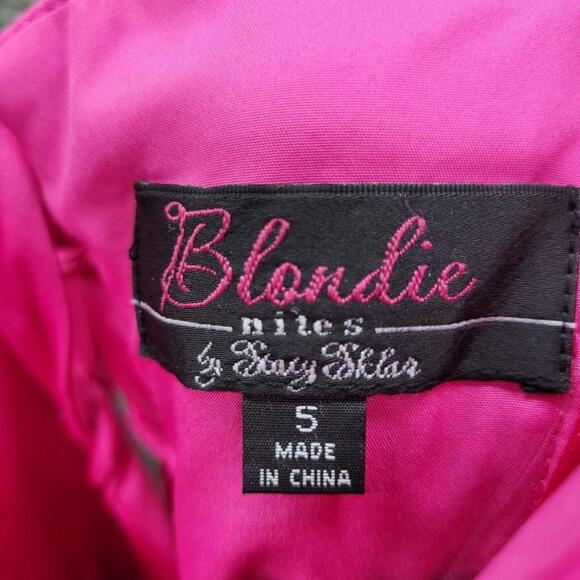 Blondie
nites
by Stacy Sklar
5
MADE
IN CHINA